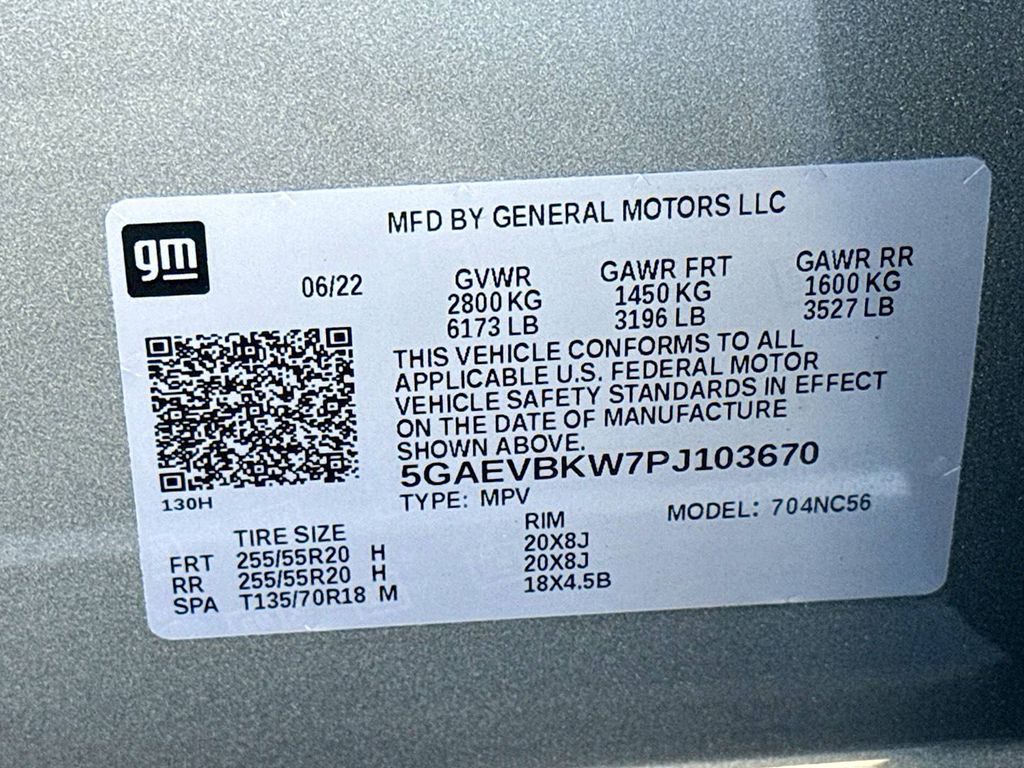 gm
MFD BY GENERAL MOTORS LLC
06/22
GVWR
2800 KG
6173 LB
GAWR FRT
1450 KG
3196 LB
GAWR RR
1600 KG
3527 LB
THIS VEHICLE CONFORMS TO ALL
APPLICABLE U.S. FEDERAL MOTOR
VEHICLE SAFETY STANDARDS IN EFFECT
ON THE DATE OF MANUFACTURE
SHOWN ABOVE.
5GAEVBKW7PJ103670
130H
TYPE: MPV
MODEL: 704NC56
TIRE SIZE RIM
FRT 255/55R20 H 20X8J
RR 255/55R20 H 20X8J
SPA T135/70R18 M 18X4.5B